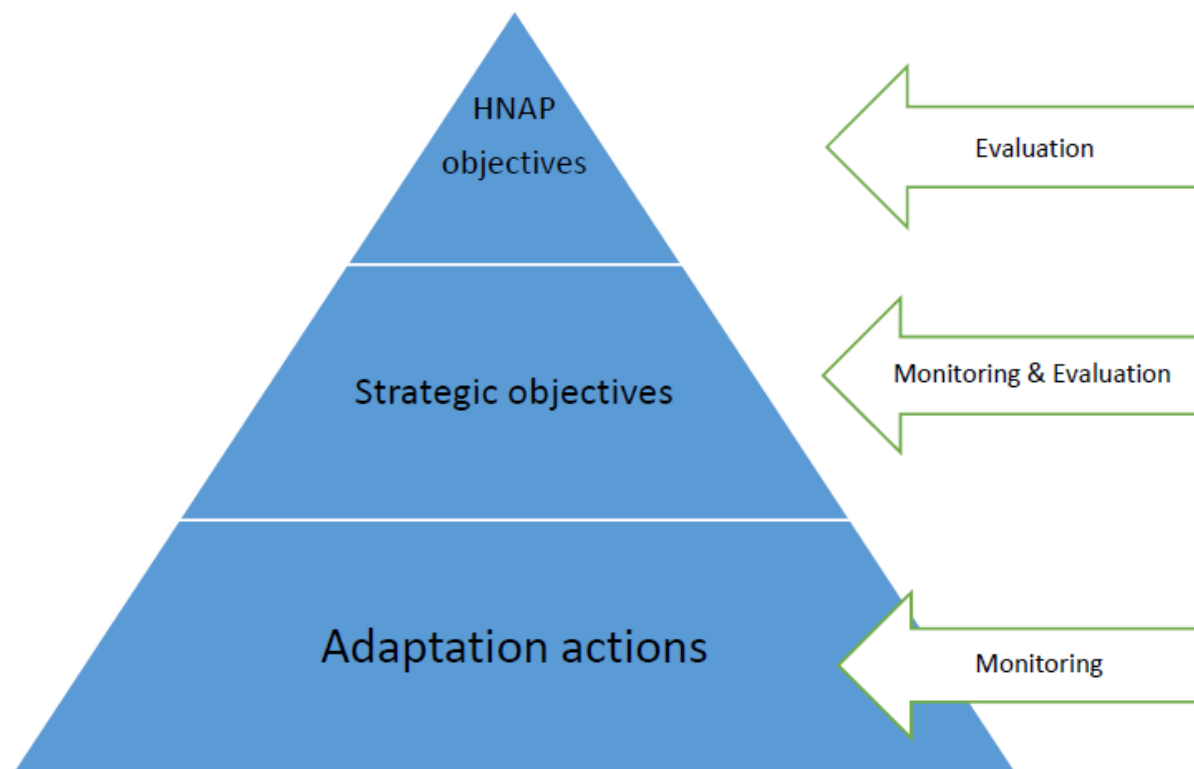 HNAP
objectives
Evaluation
Strategic objectives
Monitoring & Evaluation
Adaptation actions
Monitoring